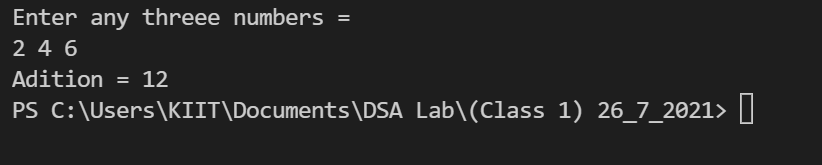 Enter any threee numbers =
2 4 6
Adition = 12
PS C:\Users\KIIT\Documents\DSA Lab\(Class 1) 26_7_2021>